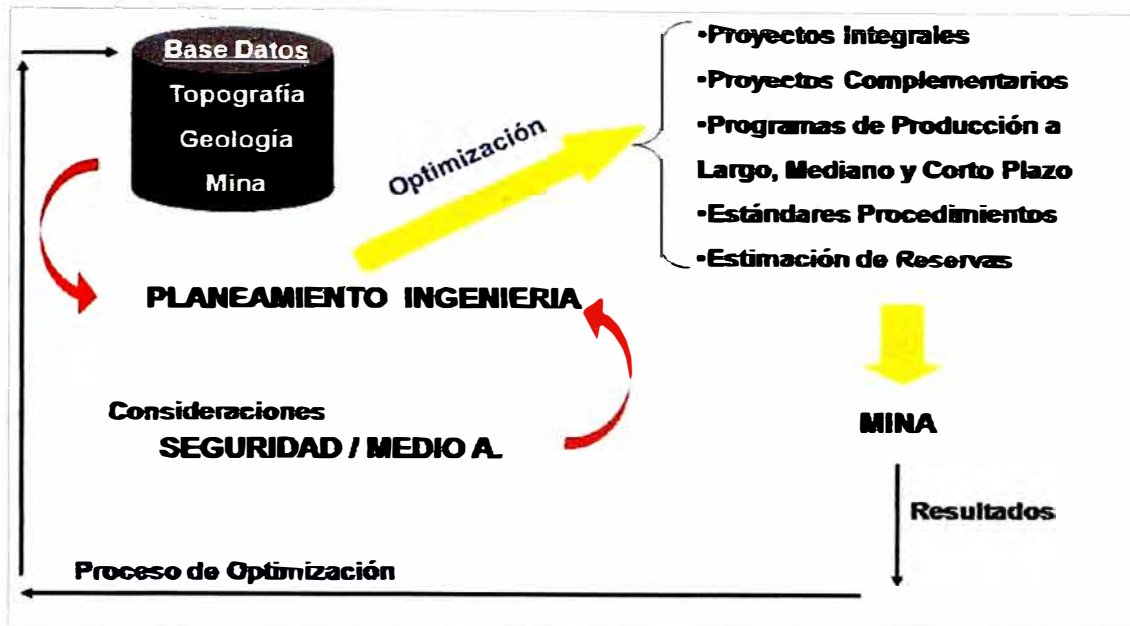 Base Datos
Topografía
Geología
Mina
Optimización
•Proyectos Integrales
•Proyectos Complementarios
•Programas de Producción a
Largo, Mediano y Corto Plazo
•Estándares Procedimientos
•Estimación de Reservas
PLANEAMIENTO INGENIERIA
Consideraciones
SEGURIDAD / MEDIO A.
MINA
Resultados
Proceso de Optimización